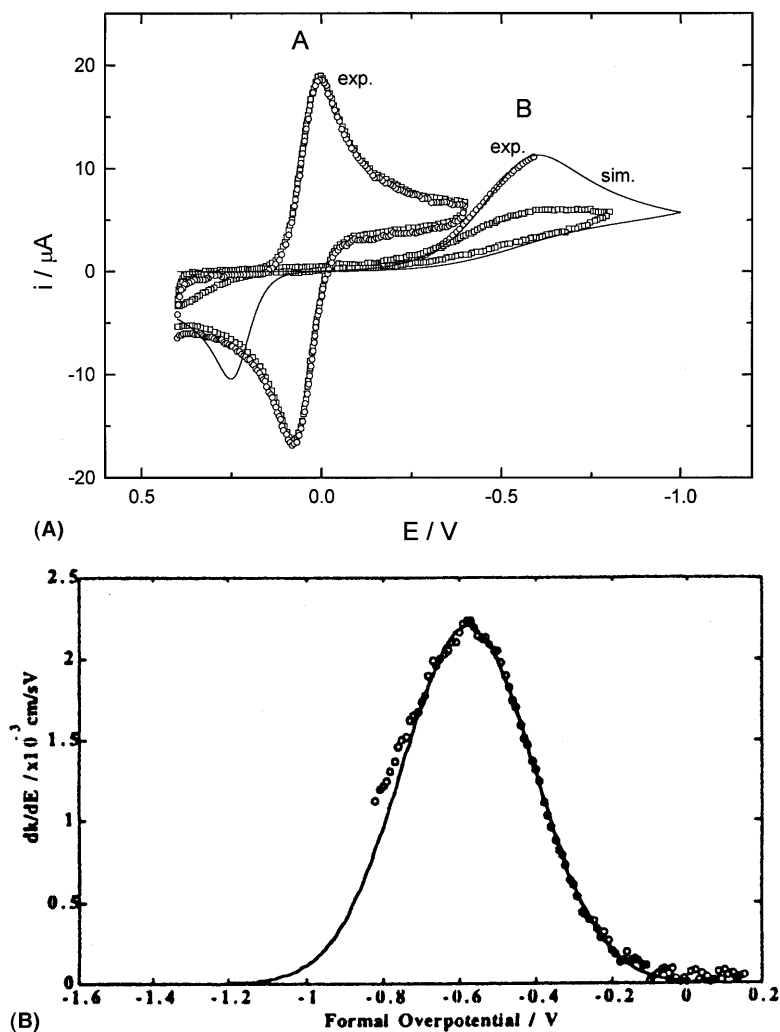 A
B
exp.
exp.
sim.
20
10
0
-10
-20
i / μA
0.5
0.0
-0.5
-1.0
(A)
E / V
2.5
2
1.5
1
0.5
0
dk/dE / x10⁻³ cm/sV
-1.6
-1.4
-1.2
-1
-0.8
-0.6
-0.4
-0.2
0
0.2
(B)
Formal Overpotential / V